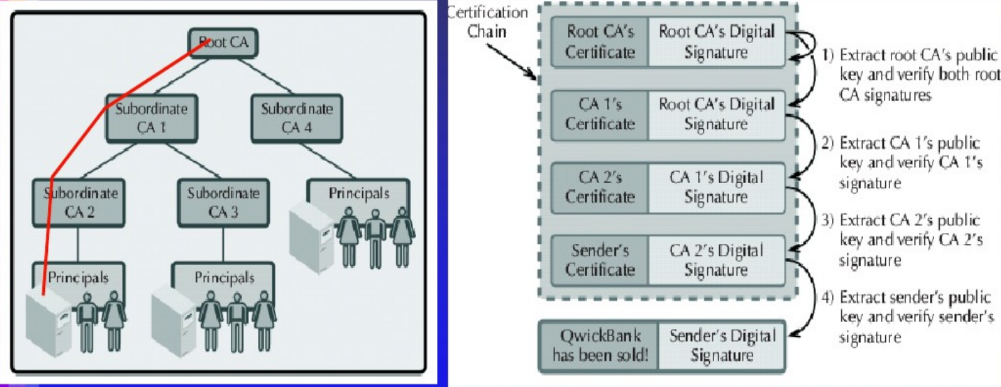 Root CA
Subordinate
CA 1
Subordinate
CA 4
Subordinate
CA 2
Subordinate
CA 3
Principals
Principals
Principals
Certification
Chain
Root CA's
Certificate
Root CA's Digital
Signature
CA 1's
Certificate
Root CA's Digital
Signature
CA 2's
Certificate
CA 1's Digital
Signature
Sender's
Certificate
CA 2's Digital
Signature
QwickBank
has been sold!
Sender's Digital
Signature
1) Extract root CA's public
key and verify both root
CA signatures
2) Extract CA 1's public
key and verify CA 1's
signature
3) Extract CA 2's public
key and verify CA 2's
signature
4) Extract sender's public
key and verify sender's
signature